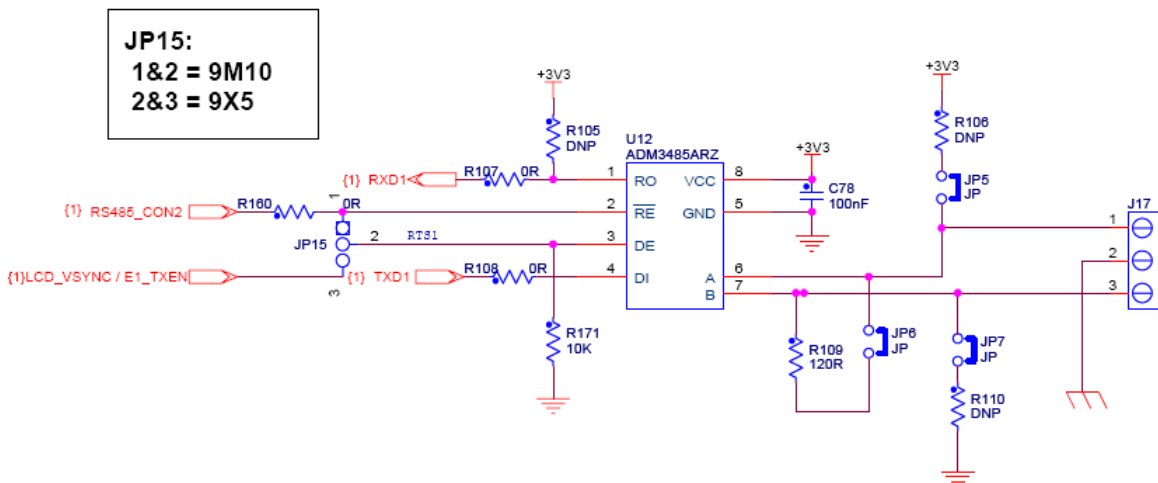 JP15:
1&2 = 9M10
2&3 = 9X5
+3V3
R105
DNP
U12
ADM3485ARZ
+3V3
R106
DNP
+3V3
{1} RXD1
R107
0R
1
RO
VCC
8
C78
100nF
JP5
JP
{1} RS485_CON2
R160
0R
1
2
RE
GND
5
J17
1
JP15
2
RTS1
3
DE
{1}LCD_VSYNC / E1_TXEN
3
{1} TXD1
R108
0R
4
DI
A
6
B
7
2
3
R171
10K
R109
120R
JP6
JP
JP7
JP
R110
DNP